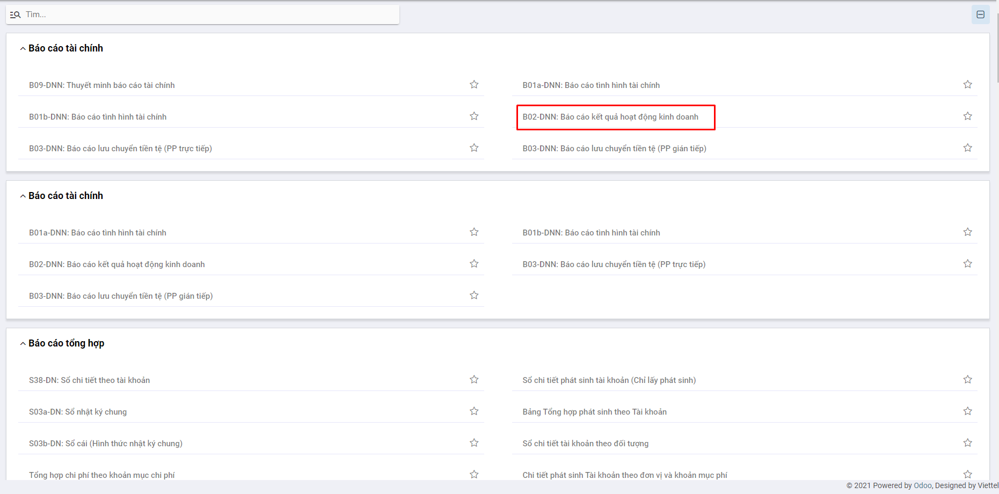 Tìm...
Báo cáo tài chính
B09-DNN: Thuyết minh báo cáo tài chính
B01a-DNN: Báo cáo tình hình tài chính
B01b-DNN: Báo cáo tình hình tài chính
B02-DNN: Báo cáo kết quả hoạt động kinh doanh
B03-DNN: Báo cáo lưu chuyển tiền tệ (PP trực tiếp)
B03-DNN: Báo cáo lưu chuyển tiền tệ (PP gián tiếp)
Báo cáo tài chính
B01a-DNN: Báo cáo tình hình tài chính
B01b-DNN: Báo cáo tình hình tài chính
B02-DNN: Báo cáo kết quả hoạt động kinh doanh
B03-DNN: Báo cáo lưu chuyển tiền tệ (PP trực tiếp)
B03-DNN: Báo cáo lưu chuyển tiền tệ (PP gián tiếp)
Báo cáo tổng hợp
S38-DN: Sổ chi tiết theo tài khoản
Sổ chi tiết phát sinh tài khoản (Chỉ lấy phát sinh)
S03a-DN: Sổ nhật ký chung
Bảng Tổng hợp phát sinh theo Tài khoản
S03b-DN: Sổ cái (Hình thức nhật ký chung)
Sổ chi tiết tài khoản theo đối tượng
Tổng hợp chi phí theo khoản mục chi phí
Chi tiết phát sinh Tài khoản theo đơn vị và khoản mục phí
© 2021 Powered by Odoo, Designed by Viettel